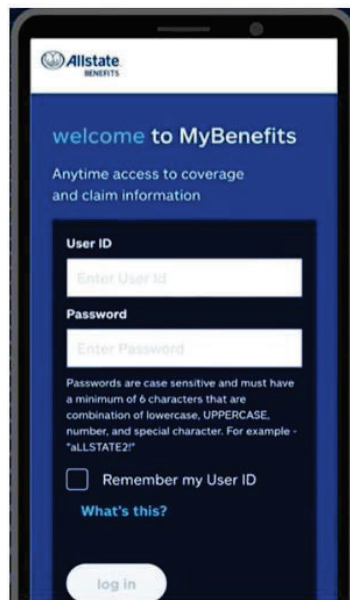 Allstate
BENEFITS
welcome to MyBenefits
Anytime access to coverage
and claim information
User ID
Enter User Id
Password
Enter Password
Passwords are case sensitive and must have
a minimum of 6 characters that are
combination of lowercase, UPPERCASE,
number, and special character. For example -
"aLLSTATE2!"
Remember my User ID
What's this?
log in